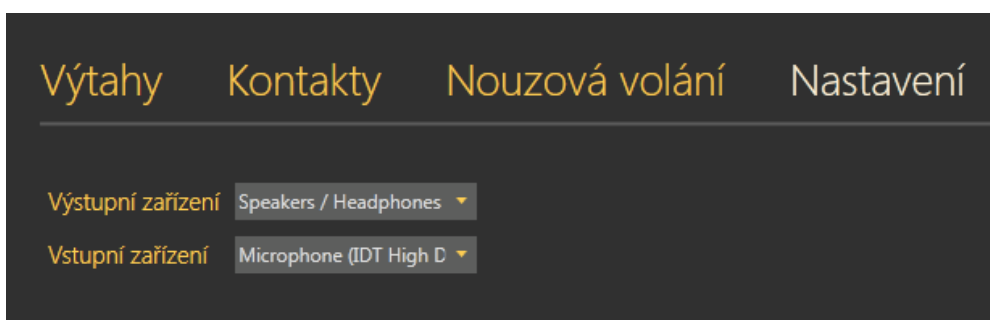 Výtahy Kontakty Nouzová volání Nastavení
Výstupní zařízení Speakers / Headphones
Vstupní zařízení Microphone (IDT High D